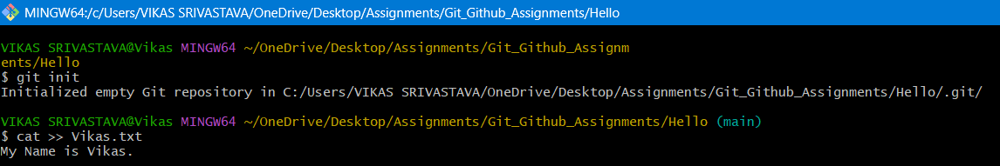 MINGW64:/c/Users/VIKAS SRIVASTAVA/OneDrive/Desktop/Assignments/Git_Github_Assignments/Hello
VIKAS SRIVASTAVA@Vikas MINGW64 ~/OneDrive/Desktop/Assignments/Git_Github_Assignm
ents/Hello
$ git init
Initialized empty Git repository in C:/Users/VIKAS SRIVASTAVA/OneDrive/Desktop/Assignments/Git_Github_Assignments/Hello/.git/
VIKAS SRIVASTAVA@Vikas MINGW64 ~/OneDrive/Desktop/Assignments/Git_Github_Assignments/Hello (main)
$ cat >> Vikas.txt
My Name is Vikas.